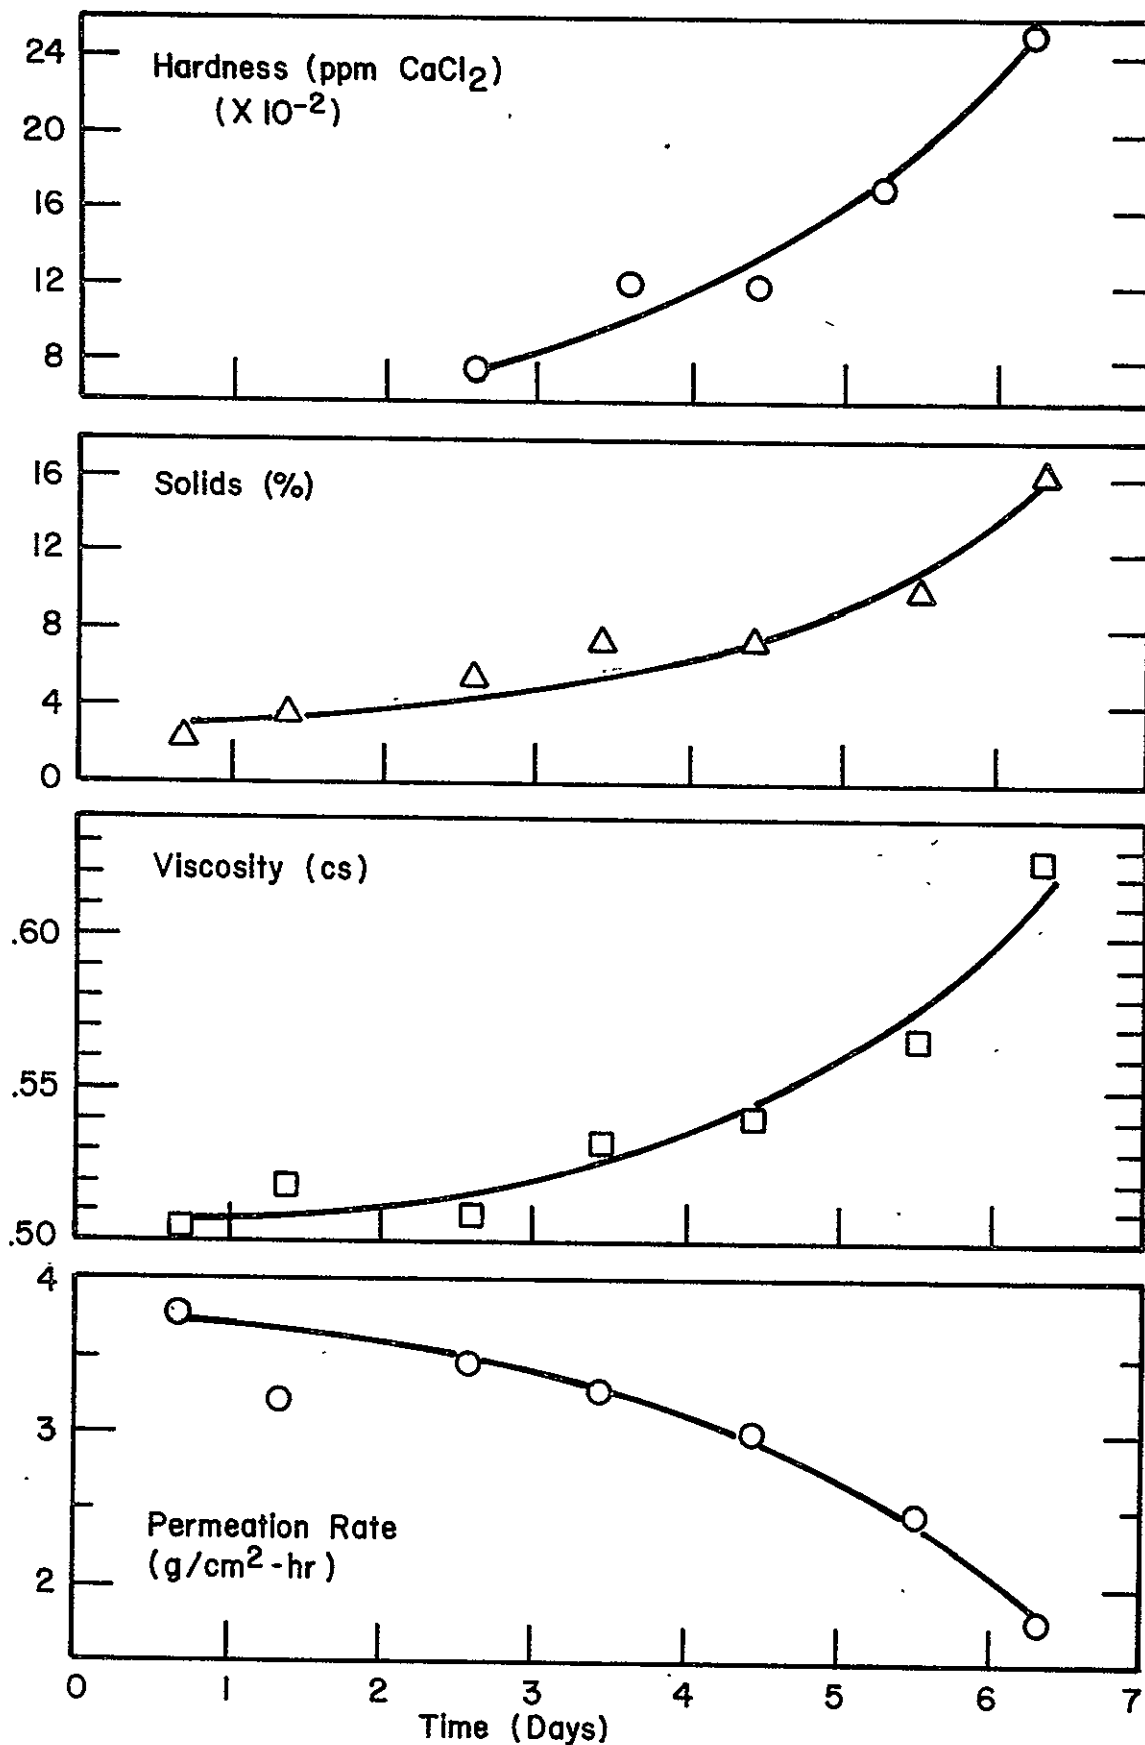 Hardness (ppm CaCl2)
(X 10-2)
24
20
16
12
8
Solids (%)
16
12
8
4
0
Viscosity (cs)
.60
.55
.50
4
3
2
Permeation Rate
(g/cm2-hr)
0 1 2 3 4 5 6 7
Time (Days)